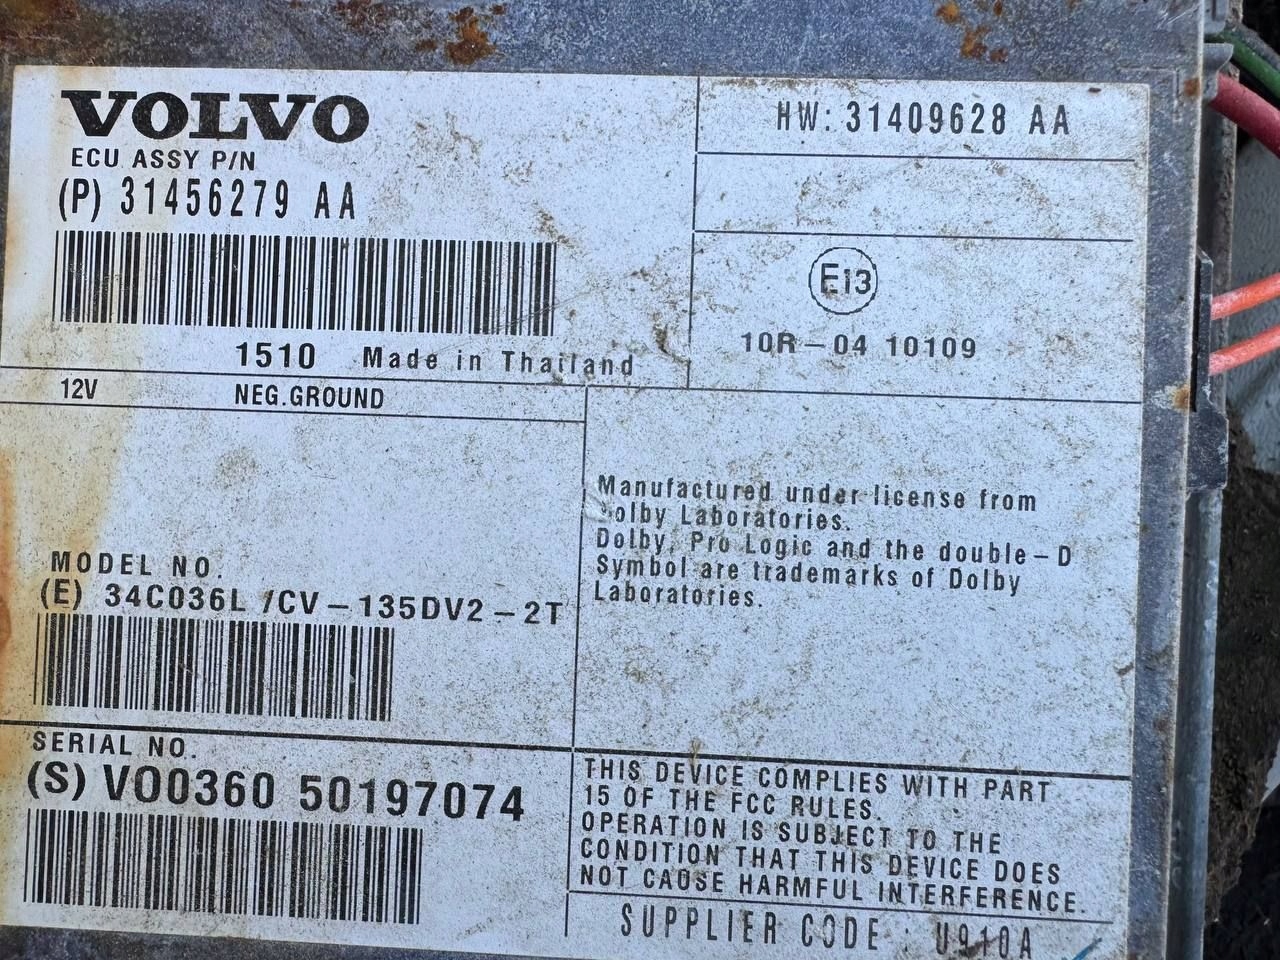 VOLVO
ECU ASSY P/N
(P) 31456279 AA
1510 Made in Thailand
HW: 31409628 AA
E13
10R-04 10109
12V NEG.GROUND
MODEL NO.
(E) 34C036L /CV-135DV2-2T
Manufactured under license from
Laboratories.
Dolby, Pro Logic and the double-D
Symbol are trademarks of Dolby
Laboratories.
SERIAL NO.
(S) V00360 50197074
THIS DEVICE COMPLIES WITH PART
15 OF THE FCC RULES.
OPERATION IS SUBJECT TO THE
CONDITION THAT THIS DEVICE DOES
NOT CAUSE HARMFUL INTERFERENCE.
SUPPLIER CODE : U910A